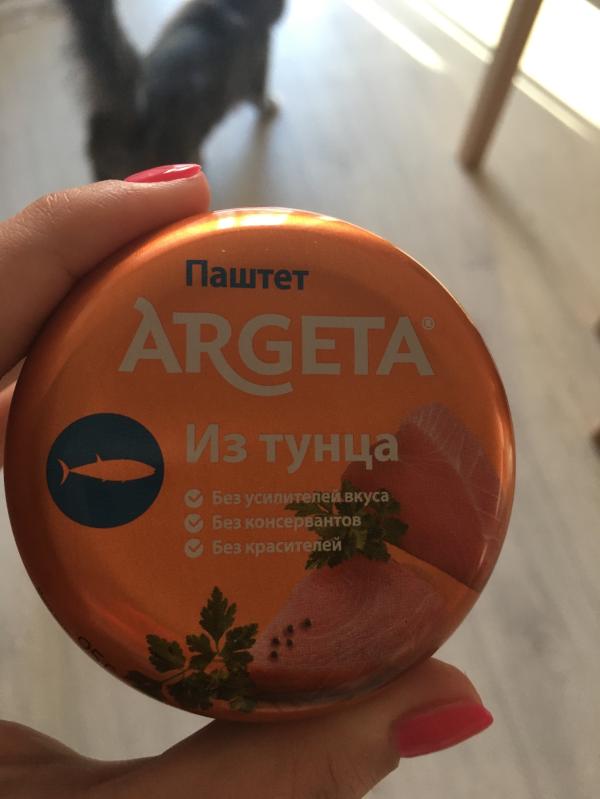 Паштет
ARGETA®
Из тунца
Без усилителей вкуса
Без консервантов
Без красителей